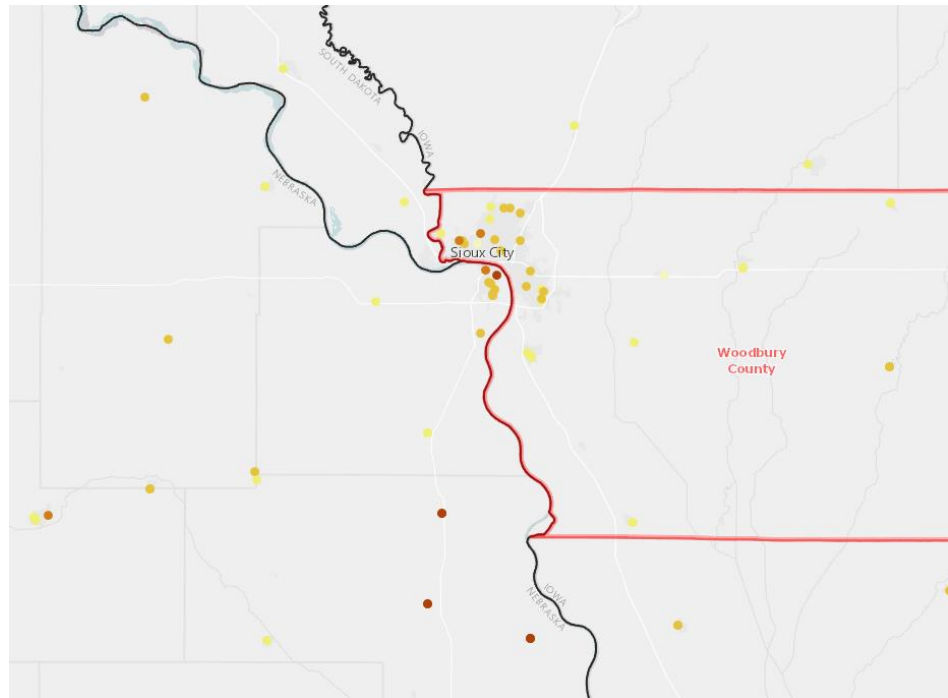 SOUTH DAKOTA
IOWA
NEBRASKA
Sioux City
Woodbury
County
IOWA
NEBRASKA